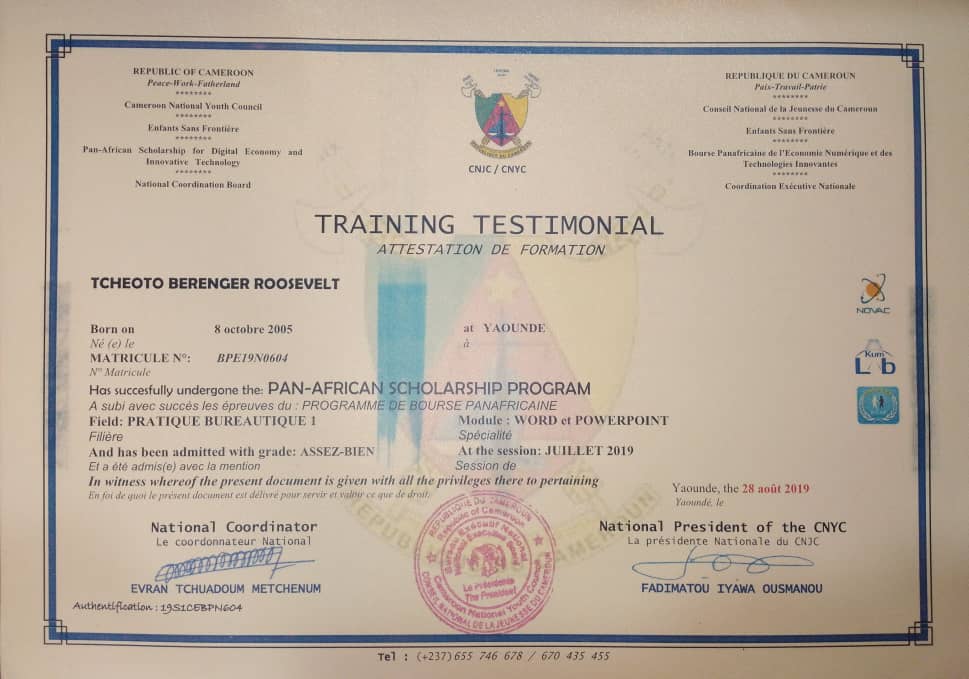 REPUBLIC OF CAMEROON
Peace-Work-Fatherland
********
Cameroon National Youth Council
********
Enfants Sans Frontière
********
Pan-African Scholarship for Digital Economy and
Innovative Technology
********
National Coordination Board
REPUBLIQUE DU CAMEROUN
CNJC / CNYC
REPUBLIQUE DU CAMEROUN
Paix-Travail-Patrie
********
Conseil National de la Jeunesse du Cameroun
********
Enfants Sans Frontière
********
Bourse Panafricaine de l'Economie Numérique et des
Technologies Innovantes
********
Coordination Exécutive Nationale
TRAINING TESTIMONIAL
ATTESTATION DE FORMATION
TCHEOTO BERENGER ROOSEVELT
NOVAC
Born on 8 octobre 2005 at YAOUNDE
Né (e) le à
MATRICULE N°: BPE19N0604
N° Matricule
Kum
Lab
Has succesfully undergone the: PAN-AFRICAN SCHOLARSHIP PROGRAM
A subi avec succès les épreuves du : PROGRAMME DE BOURSE PANAFRICAINE
Field: PRATIQUE BUREAUTIQUE 1 Module : WORD et POWERPOINT
Filière Spécialité
And has been admitted with grade: ASSEZ-BIEN At the session: JUILLET 2019
Et a été admis(e) avec la mention Session de
In witness whereof the present document is given with all the privileges there to pertaining
En foi de quoi le présent document est délivré pour servir et valoir ce que de droit.
Yaounde, the 28 août 2019
Yaoundé, le
National Coordinator
Le coordonnateur National
EVRAN TCHUADOUM METCHENUM
Authentification : 19S1CEBPN604
REPUBLIQUE DU CAMEROUN
Republic of Cameroon
Bureau Exécutif National
National Executive Bureau
Le Présidente
The President
Cameroon National Youth Council
CONSEIL NATIONAL DE LA JEUNESSE DU CAMEROUN
National President of the CNYC
La présidente Nationale du CNJC
FADIMATOU IYAWA OUSMANOU
Tel : (+237) 655 746 678 / 670 435 455